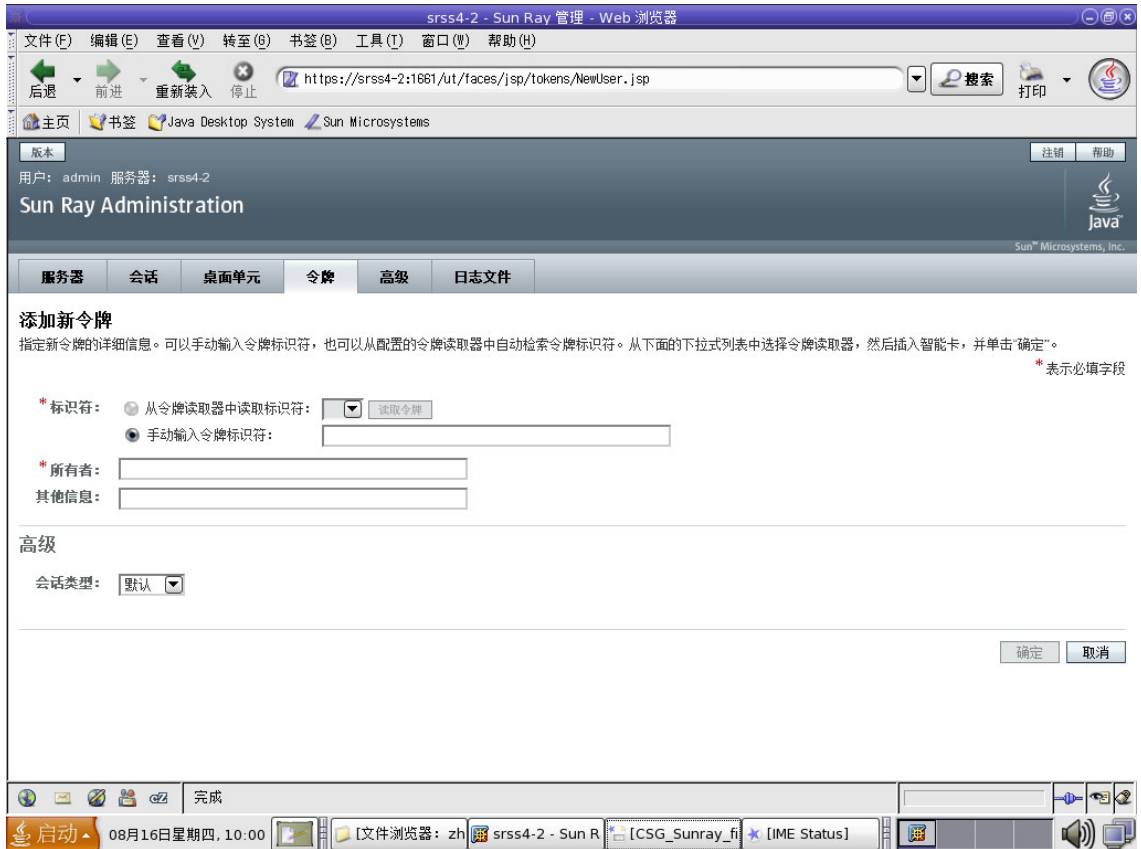 srss4-2 - Sun Ray 管理 - Web 浏览器
文件(F) 编辑(E) 查看(V) 转至(G) 书签(B) 工具(T) 窗口(W) 帮助(H)
后退 前进 重新装入 停止 https://srss4-2:1661/ut/faces/jsp/tokens/NewUser.jsp 搜索 打印
主页 书签 Java Desktop System Sun Microsystems
版本 注销 帮助
用户: admin 服务器: srss4-2
Sun Ray Administration
Java™
Sun™ Microsystems, Inc.
服务器 会话 桌面单元 令牌 高级 日志文件
添加新令牌
指定新令牌的详细信息。可以手动输入令牌标识符，也可以从配置的令牌读取器中自动检索令牌标识符。从下面的下拉式列表中选择令牌读取器，然后插入智能卡，并单击“确定”。
* 表示必填字段
* 标识符: 从令牌读取器中读取标识符: 读取令牌
手动输入令牌标识符:
* 所有者:
其他信息:
高级
会话类型: 默认
确定 取消
完成
启动 08月16日星期四, 10:00 [文件浏览器: zh srss4-2 - Sun R [CSG_Sunray_fi [IME Status]